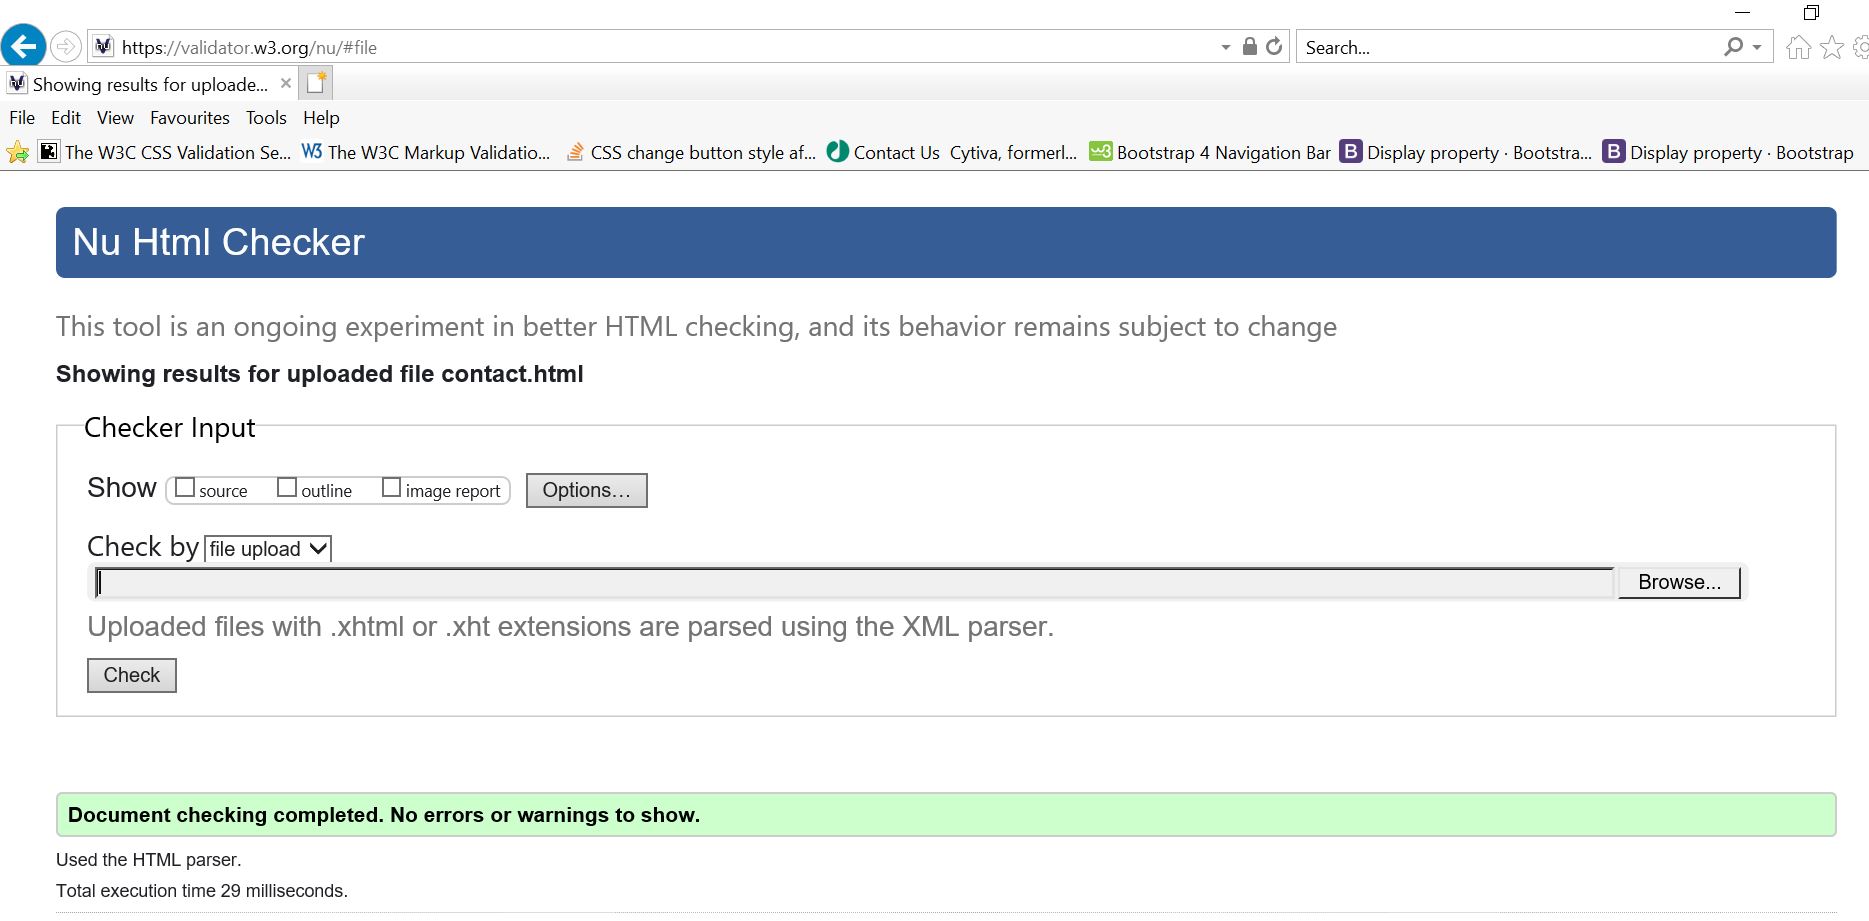 https://validator.w3.org/nu/#file
Search...
Showing results for uploade...
File Edit View Favourites Tools Help
The W3C CSS Validation Se... W3 The W3C Markup Validatio... CSS change button style af... Contact Us Cytiva, formerl... w3 Bootstrap 4 Navigation Bar B Display property · Bootstra... B Display property · Bootstrap
Nu Html Checker
This tool is an ongoing experiment in better HTML checking, and its behavior remains subject to change
Showing results for uploaded file contact.html
Checker Input
Show source outline image report Options...
Check by file upload
Browse...
Uploaded files with .xhtml or .xht extensions are parsed using the XML parser.
Check
Document checking completed. No errors or warnings to show.
Used the HTML parser.
Total execution time 29 milliseconds.